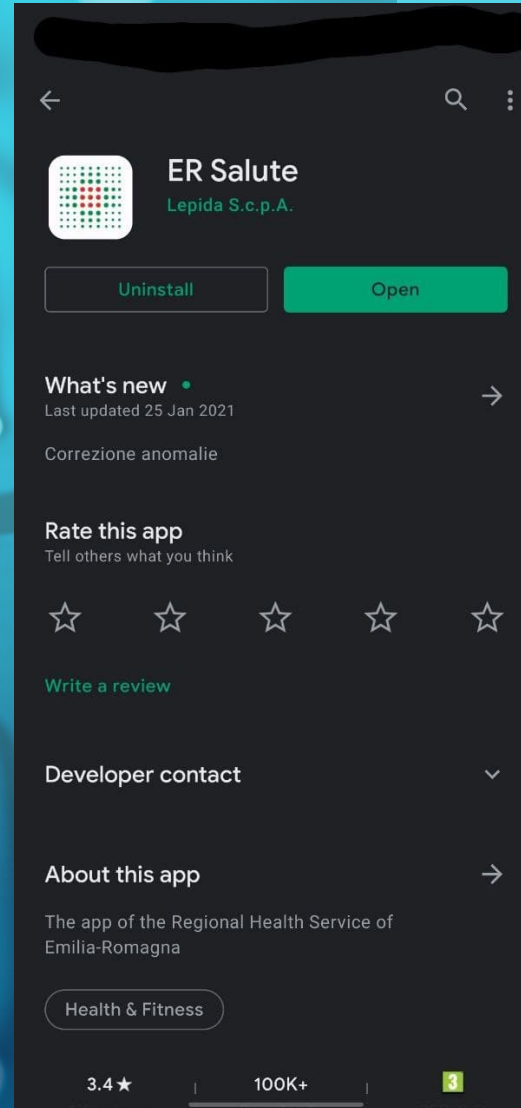 ER Salute
Lepida S.c.p.A.
Uninstall
Open
What's new •
Last updated 25 Jan 2021
Correzione anomalie
Rate this app
Tell others what you think
Write a review
Developer contact
About this app
The app of the Regional Health Service of
Emilia-Romagna
Health & Fitness
3.4★
100K+
3